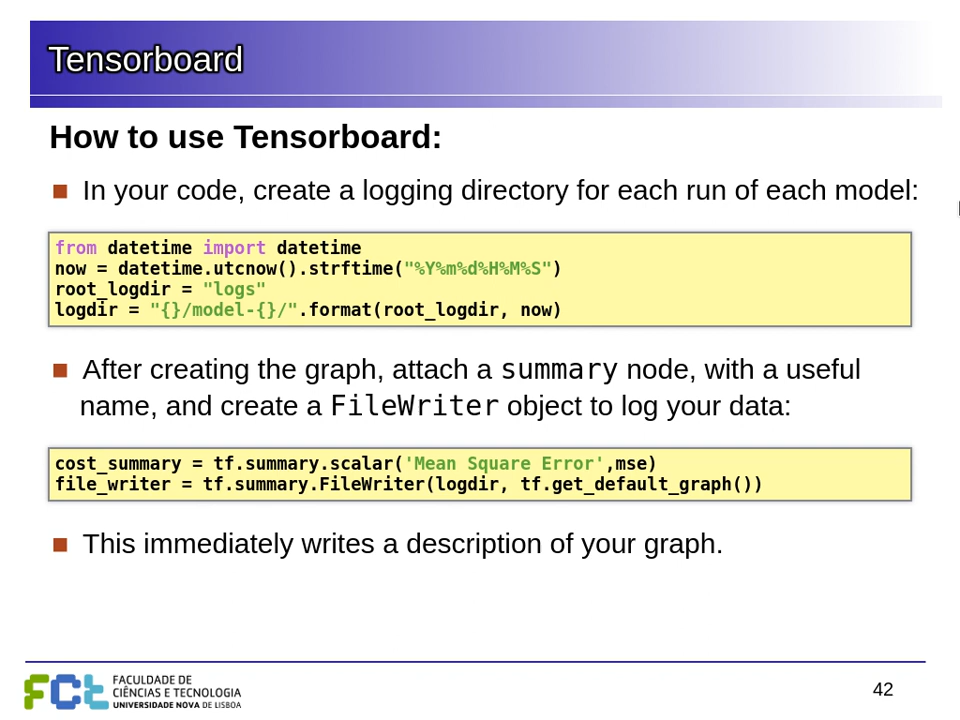 Tensorboard
How to use Tensorboard:
In your code, create a logging directory for each run of each model:
from datetime import datetime
now = datetime.utcnow().strftime("%Y%m%d%H%M%S")
root_logdir = "logs"
logdir = "{}/model-{}/".format(root_logdir, now)
After creating the graph, attach a summary node, with a useful
name, and create a FileWriter object to log your data:
cost_summary = tf.summary.scalar('Mean Square Error',mse)
file_writer = tf.summary.FileWriter(logdir, tf.get_default_graph())
This immediately writes a description of your graph.
FCt
FACULDADE DE
CIÊNCIAS E TECNOLOGIA
UNIVERSIDADE NOVA DE LISBOA
42